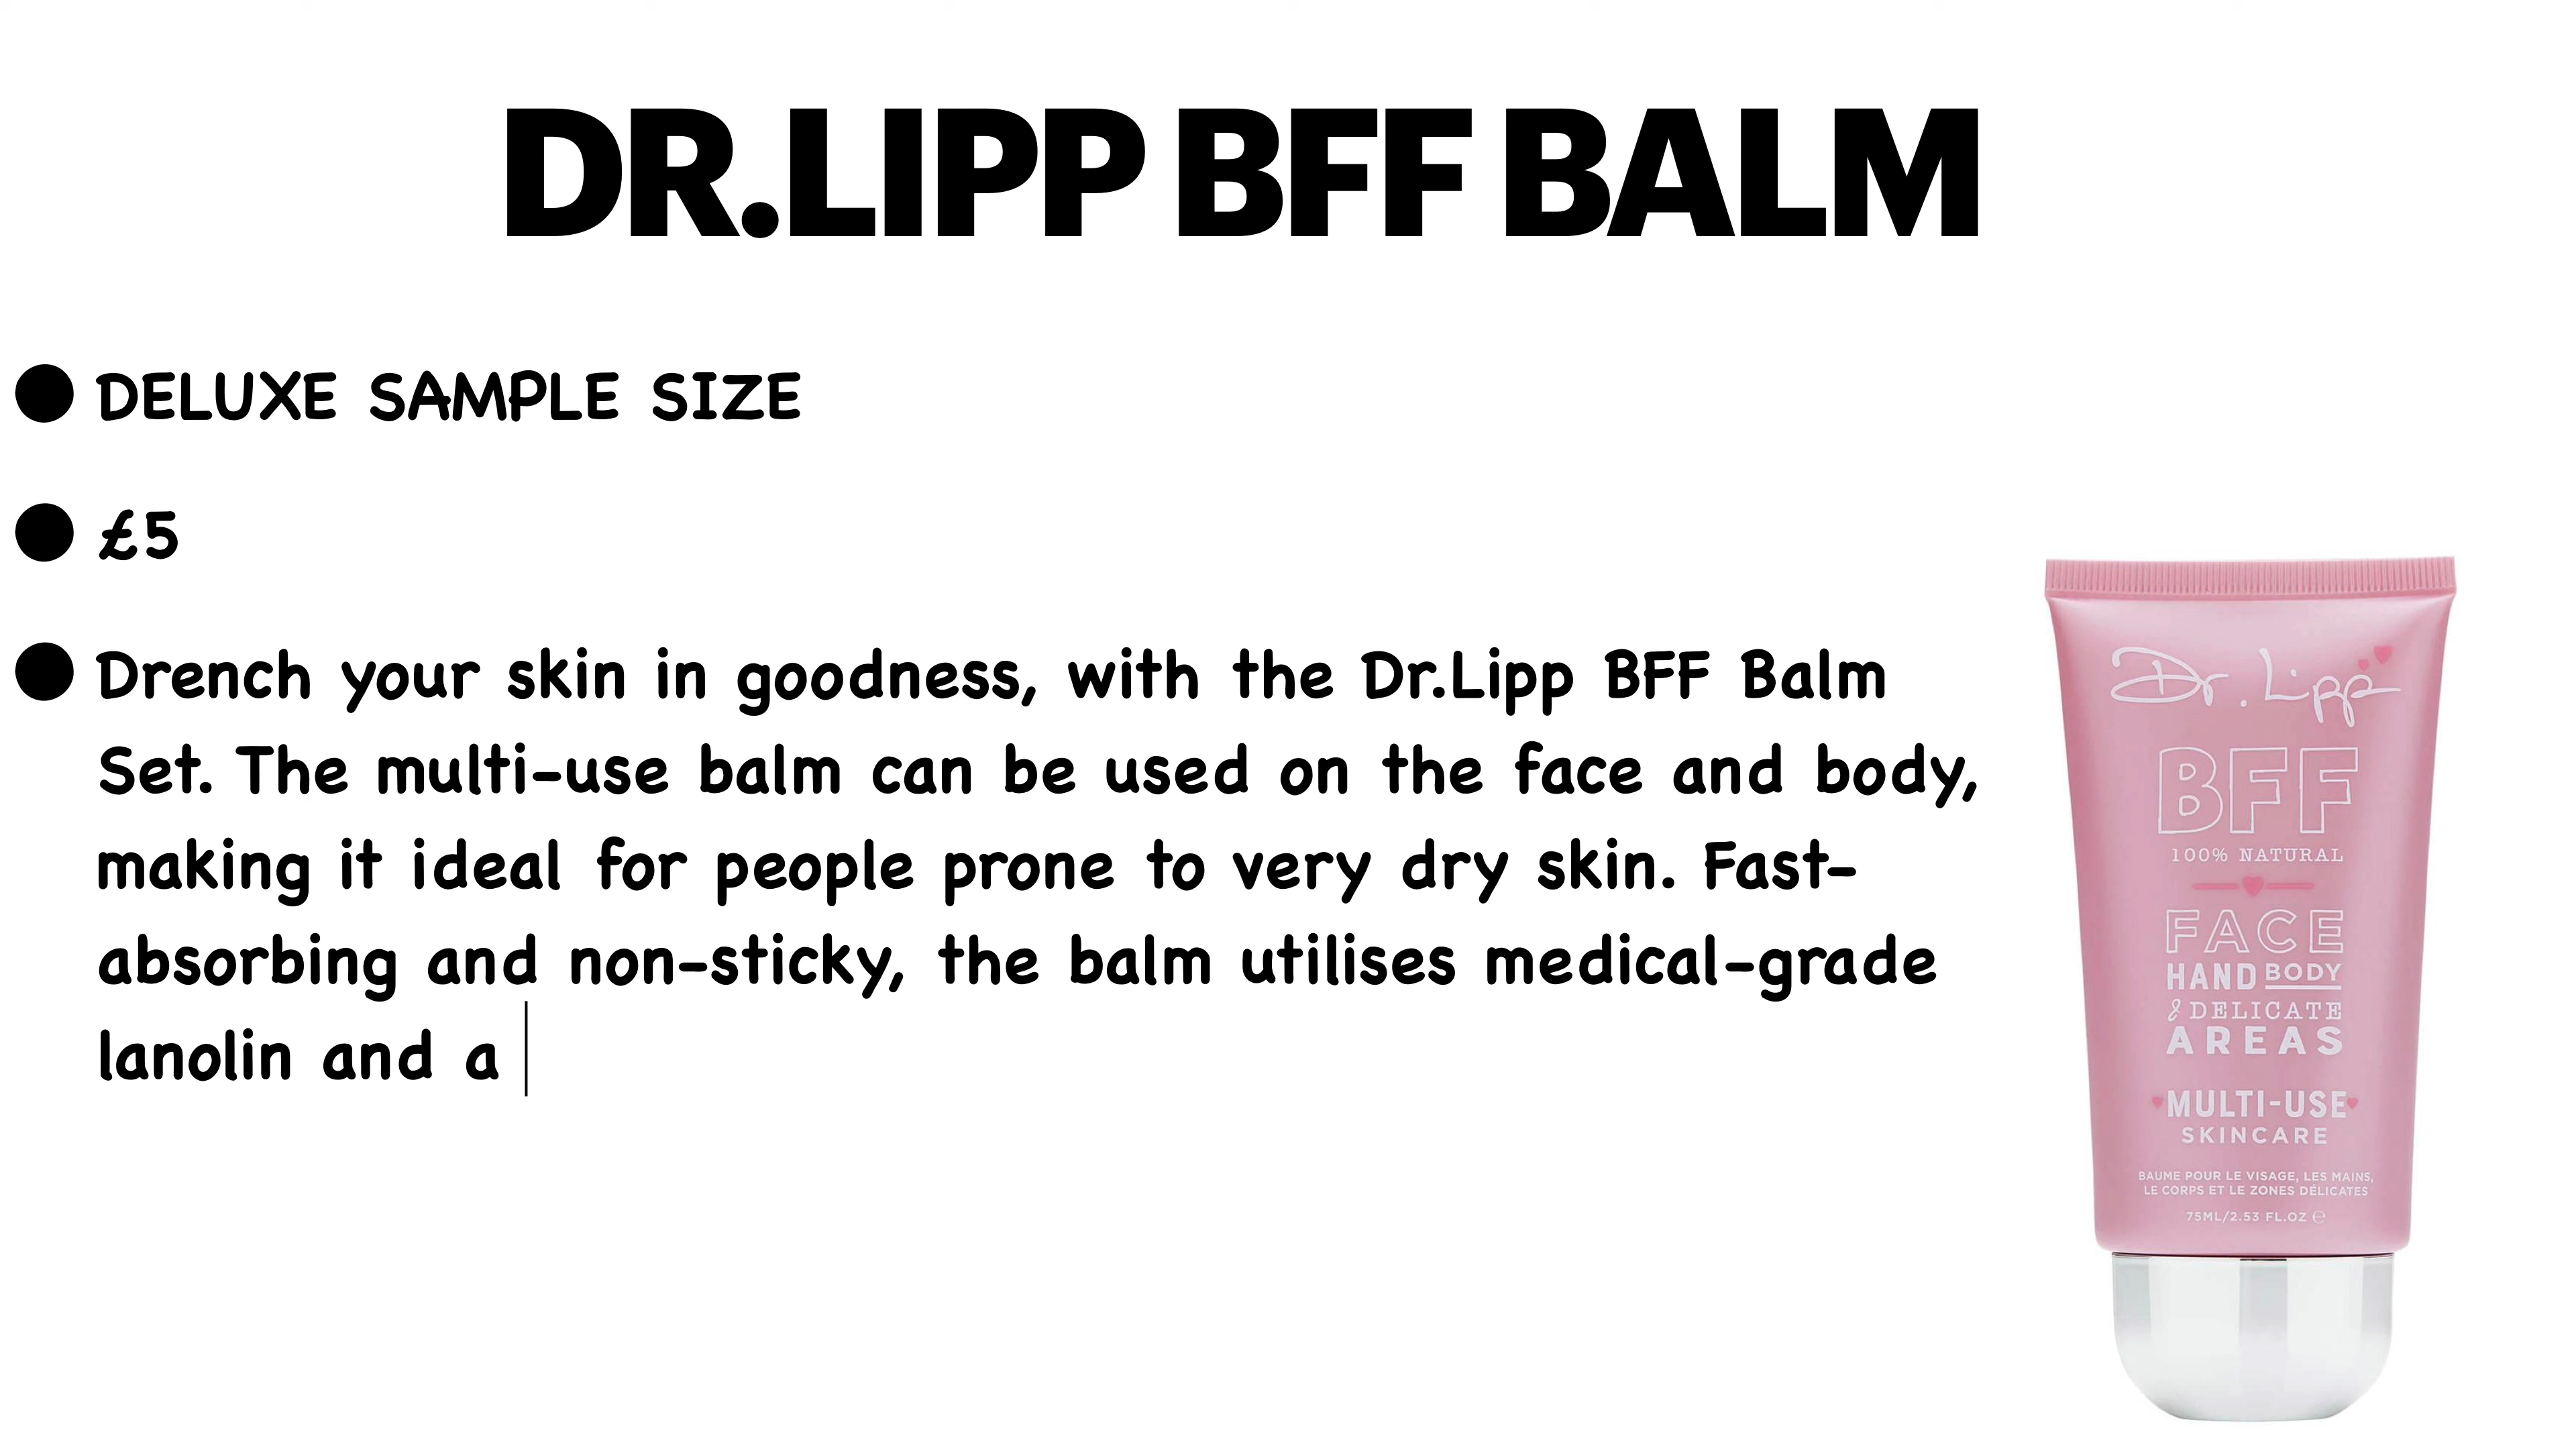 DR.LIPP BFF BALM
DELUXE SAMPLE SIZE
£5
Drench your skin in goodness, with the Dr.Lipp BFF Balm
Set. The multi-use balm can be used on the face and body,
making it ideal for people prone to very dry skin. Fast-
absorbing and non-sticky, the balm utilises medical-grade
lanolin and a
Dr. Lipp
BFF
100% NATURAL
FACE
HAND BODY
& DELICATE
AREAS
MULTI-USE
SKINCARE
BAUME POUR LE VISAGE, LES MAINS,
LE CORPS ET LE ZONES DÉLICATES
75ML/2.53 FL.OZ ℮